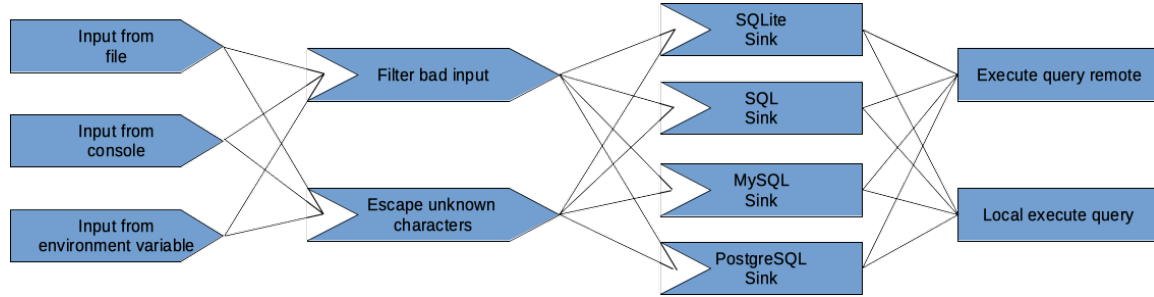 Input from
file
Input from
console
Input from
environment variable
Filter bad input
Escape unknown
characters
SQLite
Sink
SQL
Sink
MySQL
Sink
PostgreSQL
Sink
Execute query remote
Local execute query